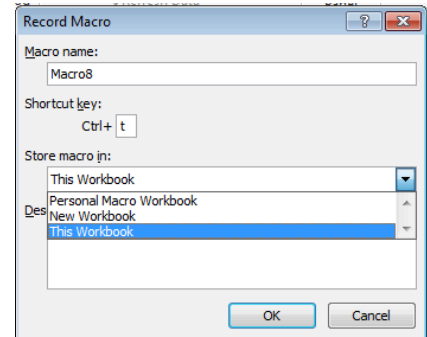 Record Macro
Macro name:
Macro8
Shortcut key:
Ctrl+ t
Store macro in:
This Workbook
Personal Macro Workbook
New Workbook
This Workbook
Des
OK Cancel